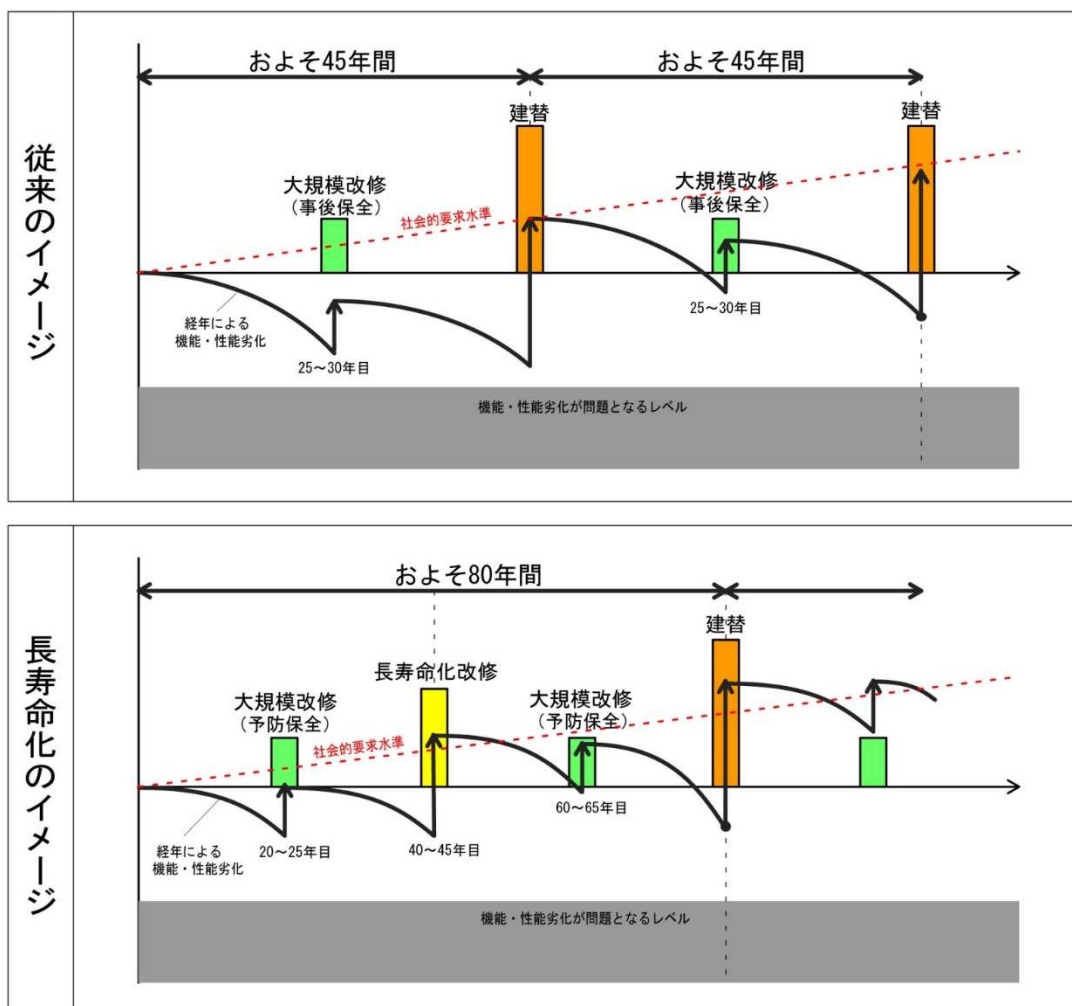 従来のイメージ
およそ45年間
およそ45年間
建替
建替
大規模改修
（事後保全）
大規模改修
（事後保全）
社会的要求水準
経年による
機能・性能劣化
25～30年目
25～30年目
機能・性能劣化が問題となるレベル
長寿命化のイメージ
およそ80年間
建替
長寿命化改修
大規模改修
（予防保全）
大規模改修
（予防保全）
社会的要求水準
60～65年目
経年による
機能・性能劣化
20～25年目
40～45年目
機能・性能劣化が問題となるレベル